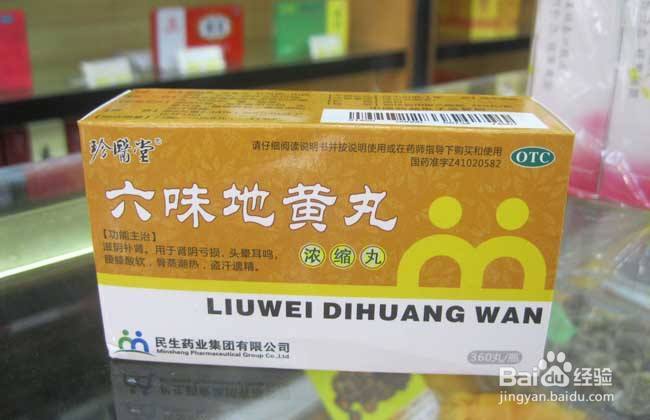 珍医堂®
请仔细阅读说明书并按说明使用或在药师指导下购买和使用
国药准字Z41020582
OTC
六味地黄丸
【功能主治】
滋阴补肾。用于肾阴亏损,头晕耳鸣,
腰膝酸软,骨蒸潮热,盗汗遗精。
浓缩丸
LIUWEI DIHUANG WAN
民生药业集团有限公司
Minsheng Pharmaceutical Group Co.,Ltd
360丸/瓶
Baidu经验
jingyan.baidu.com